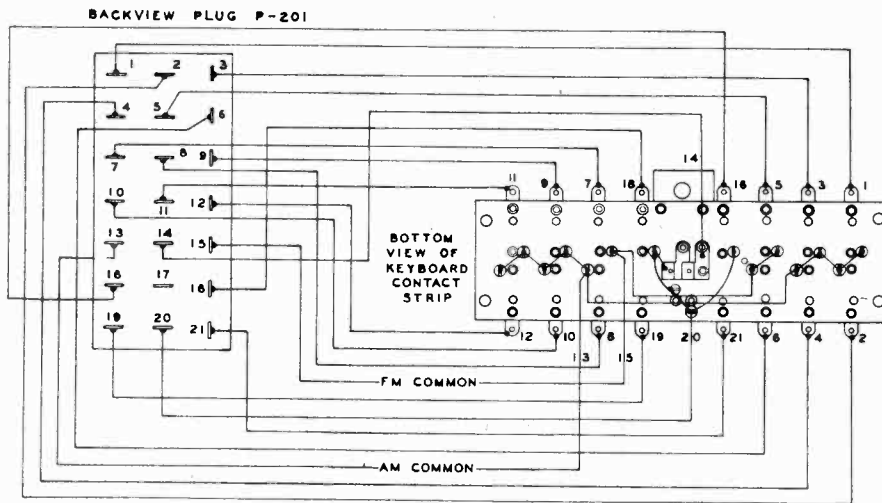 BACKVIEW PLUG P-201
1 2 3
4 5 6
7 8 9
10 11 12
13 14 15
16 17 18
19 20 21
11 9 7 18 14 16 5 3 1
BOTTOM
VIEW OF
KEYBOARD
CONTACT
STRIP
12 10 8 19 20 21 6 4 2
13 15
FM COMMON
AM COMMON